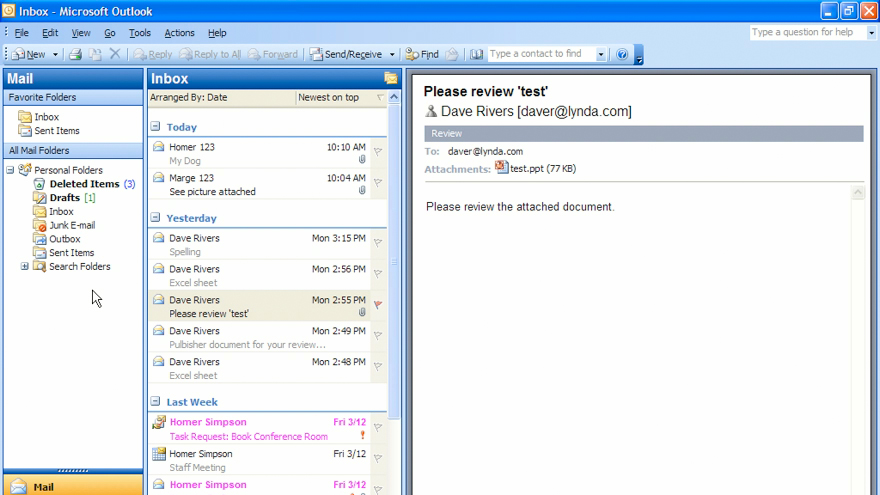 Inbox - Microsoft Outlook
File Edit View Go Tools Actions Help
Type a question for help
New Reply Reply to All Forward Send/Receive Find Type a contact to find
Mail
Favorite Folders
Inbox
Sent Items
All Mail Folders
Personal Folders
Deleted Items (3)
Drafts [1]
Inbox
Junk E-mail
Outbox
Sent Items
Search Folders
Mail
Inbox
Arranged By: Date Newest on top
Today
Homer 123 10:10 AM
My Dog
Marge 123 10:04 AM
See picture attached
Yesterday
Dave Rivers Mon 3:15 PM
Spelling
Dave Rivers Mon 2:56 PM
Excel sheet
Dave Rivers Mon 2:55 PM
Please review 'test'
Dave Rivers Mon 2:49 PM
Pulbisher document for your review...
Dave Rivers Mon 2:48 PM
Excel sheet
Last Week
Homer Simpson Fri 3/12
Task Request: Book Conference Room
Homer Simpson Fri 3/12
Staff Meeting
Homer Simpson Fri 3/12
Please review 'test'
Dave Rivers [daver@lynda.com]
Review
To: daver@lynda.com
Attachments: test.ppt (77 KB)
Please review the attached document.